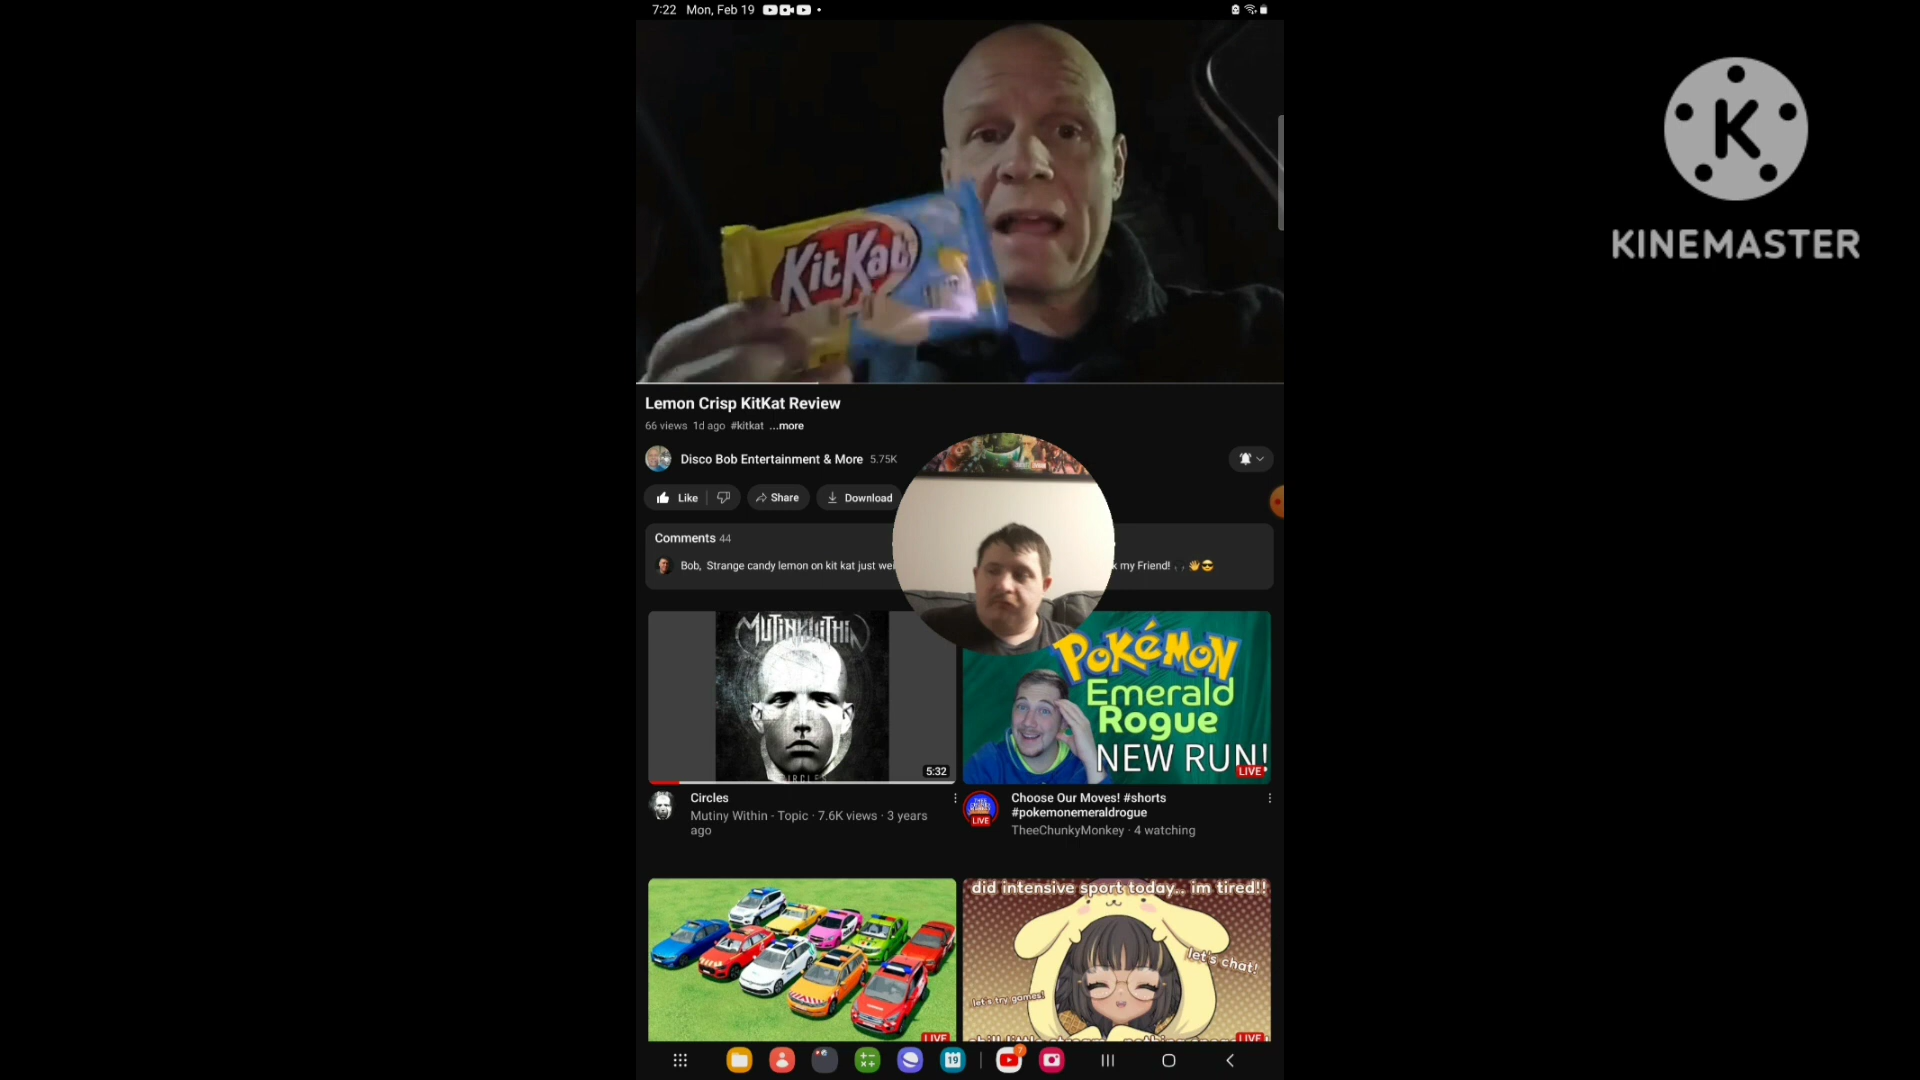 7:22 Mon, Feb 19
KitKat
KINEMASTER
Lemon Crisp KitKat Review
66 views 1d ago #kitkat ...more
Disco Bob Entertainment & More 5.75K
Like
Share
Download
Comments 44
Bob, Strange candy lemon on kit kat just
my Friend! 👋😎
MUTINY WITHIN
5:32
POKÉMON
Emerald
Rogue
NEW RUN!
LIVE
Circles
Mutiny Within - Topic · 7.6K views · 3 years
ago
LIVE
Choose Our Moves! #shorts
#pokemonemeraldrogue
TheeChunkyMonkey · 4 watching
LIVE
did intensive sport today.. im tired!!
let's chat!
let's try games!
LIVE
19
7